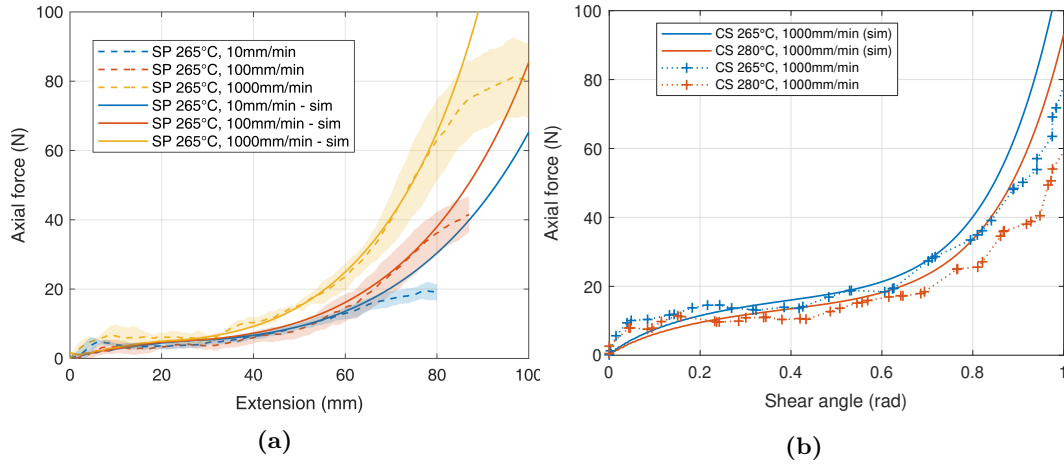 SP 265°C, 10mm/min
SP 265°C, 100mm/min
SP 265°C, 1000mm/min
SP 265°C, 10mm/min - sim
SP 265°C, 100mm/min - sim
SP 265°C, 1000mm/min - sim
Axial force (N)
100
80
60
40
20
0
0 20 40 60 80 100
Extension (mm)
(a)
CS 265°C, 1000mm/min (sim)
CS 280°C, 1000mm/min (sim)
CS 265°C, 1000mm/min
CS 280°C, 1000mm/min
Axial force (N)
100
80
60
40
20
0
0 0.2 0.4 0.6 0.8 1
Shear angle (rad)
(b)